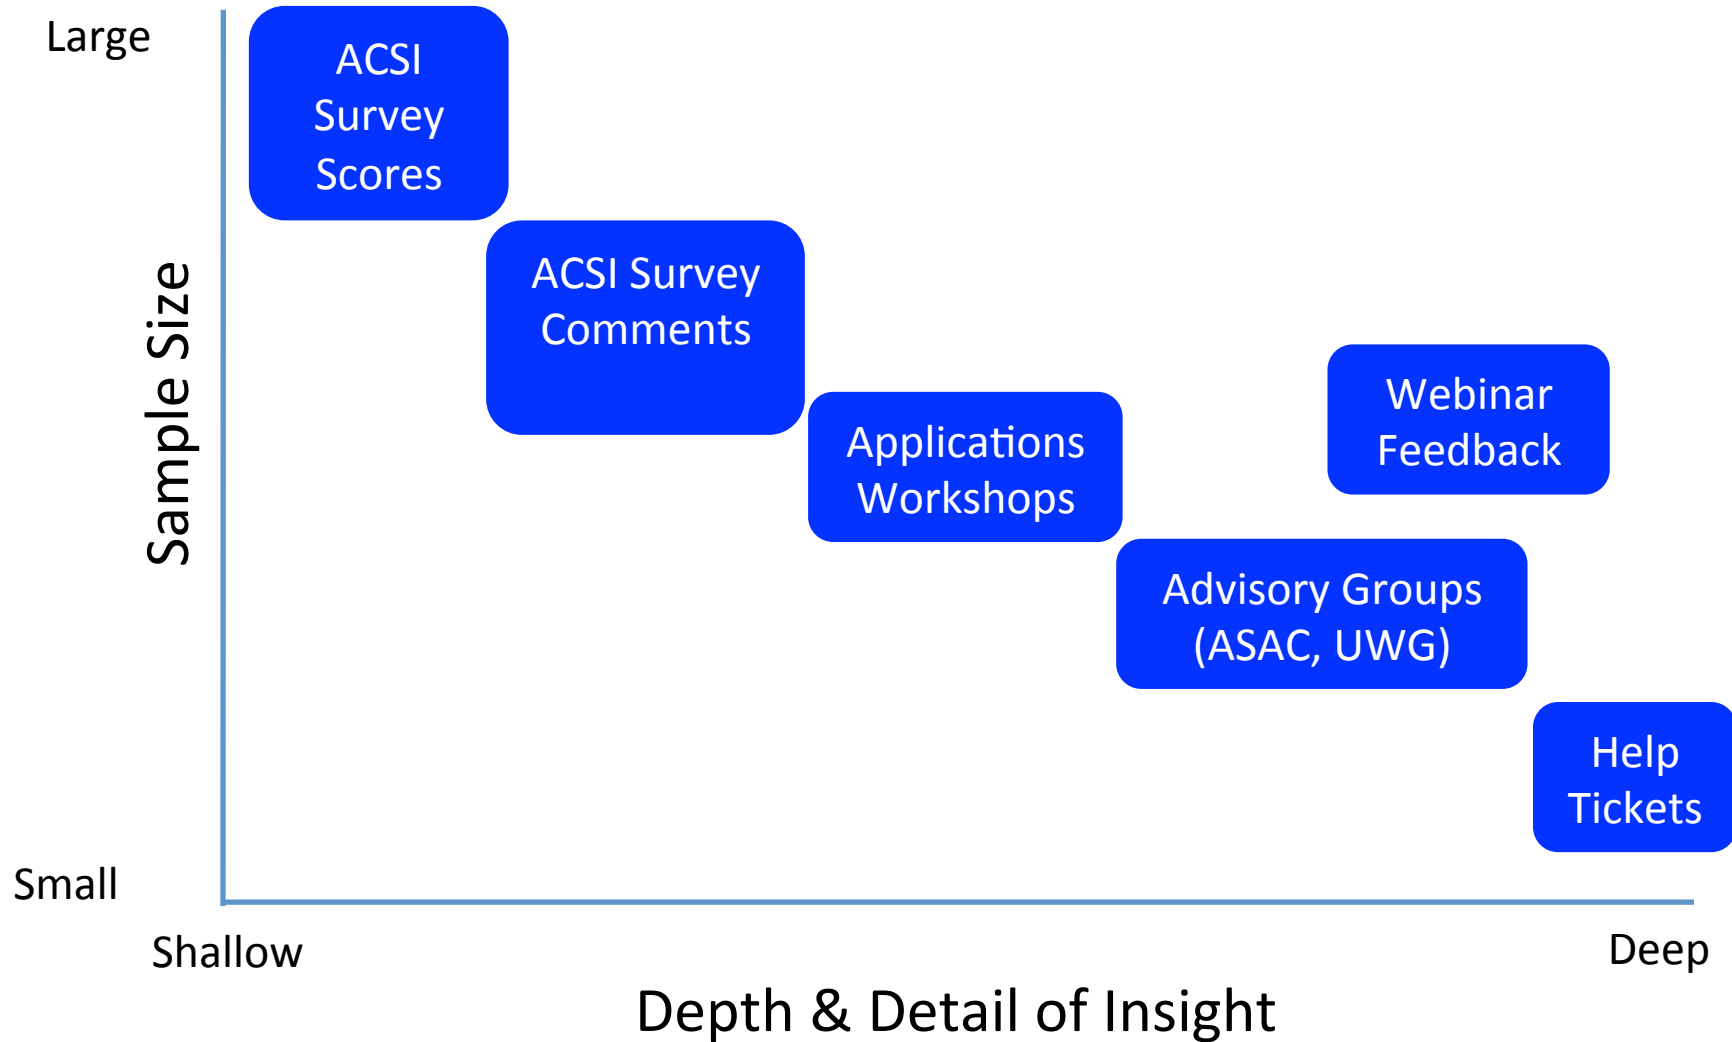 Large
ACSI
Survey
Scores
ACSI Survey
Comments
Sample Size
Webinar
Feedback
Applications
Workshops
Advisory Groups
(ASAC, UWG)
Help
Tickets
Small
Shallow
Deep
Depth & Detail of Insight